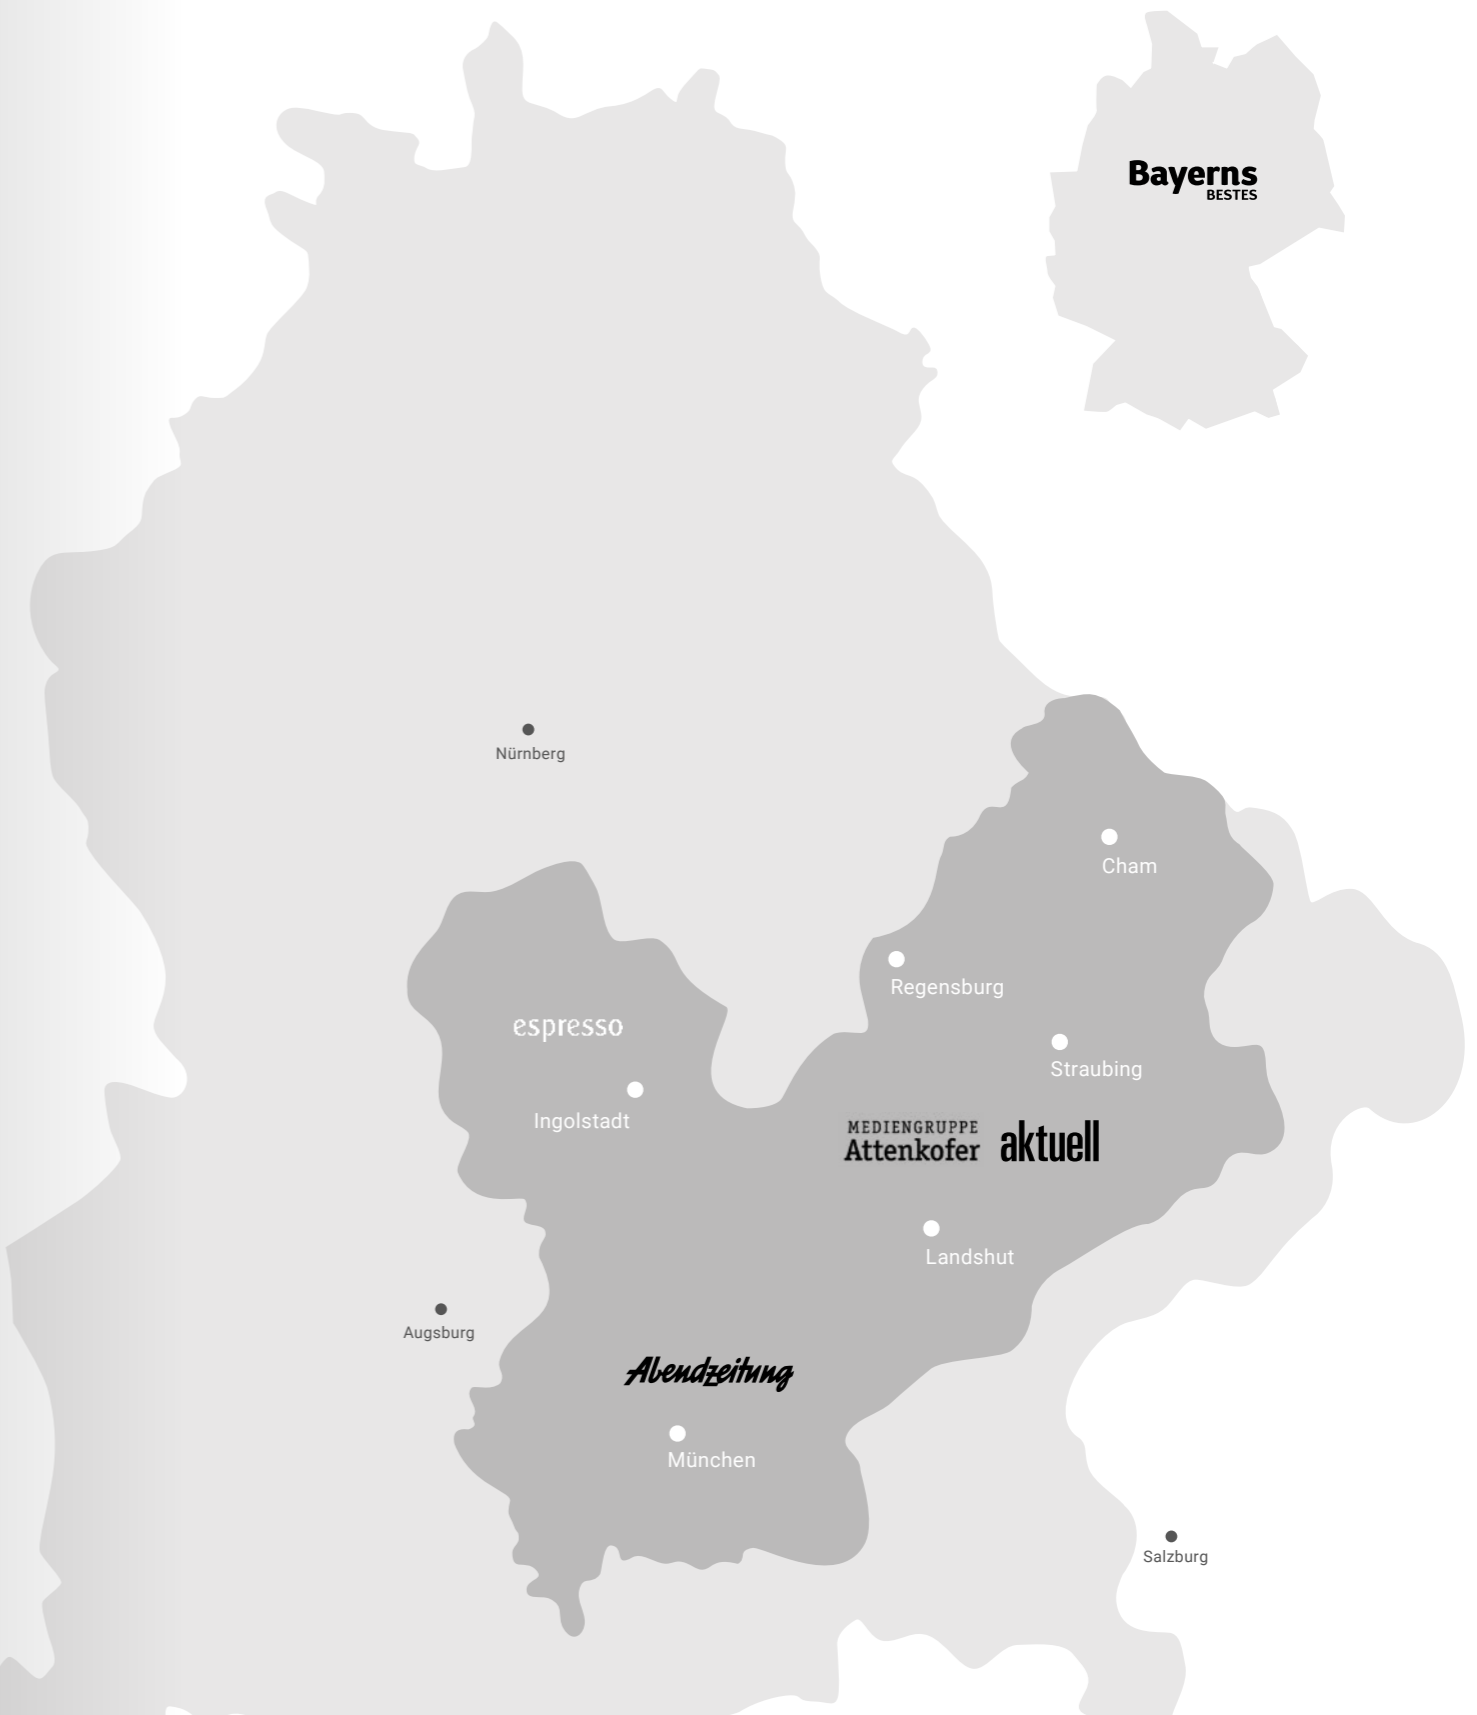 Bayerns
BESTES
Nürnberg
Cham
Regensburg
espresso
Straubing
Ingolstadt
MEDIENGRUPPE
Attenkofer
aktuell
Landshut
Augsburg
Abendzeitung
München
Salzburg